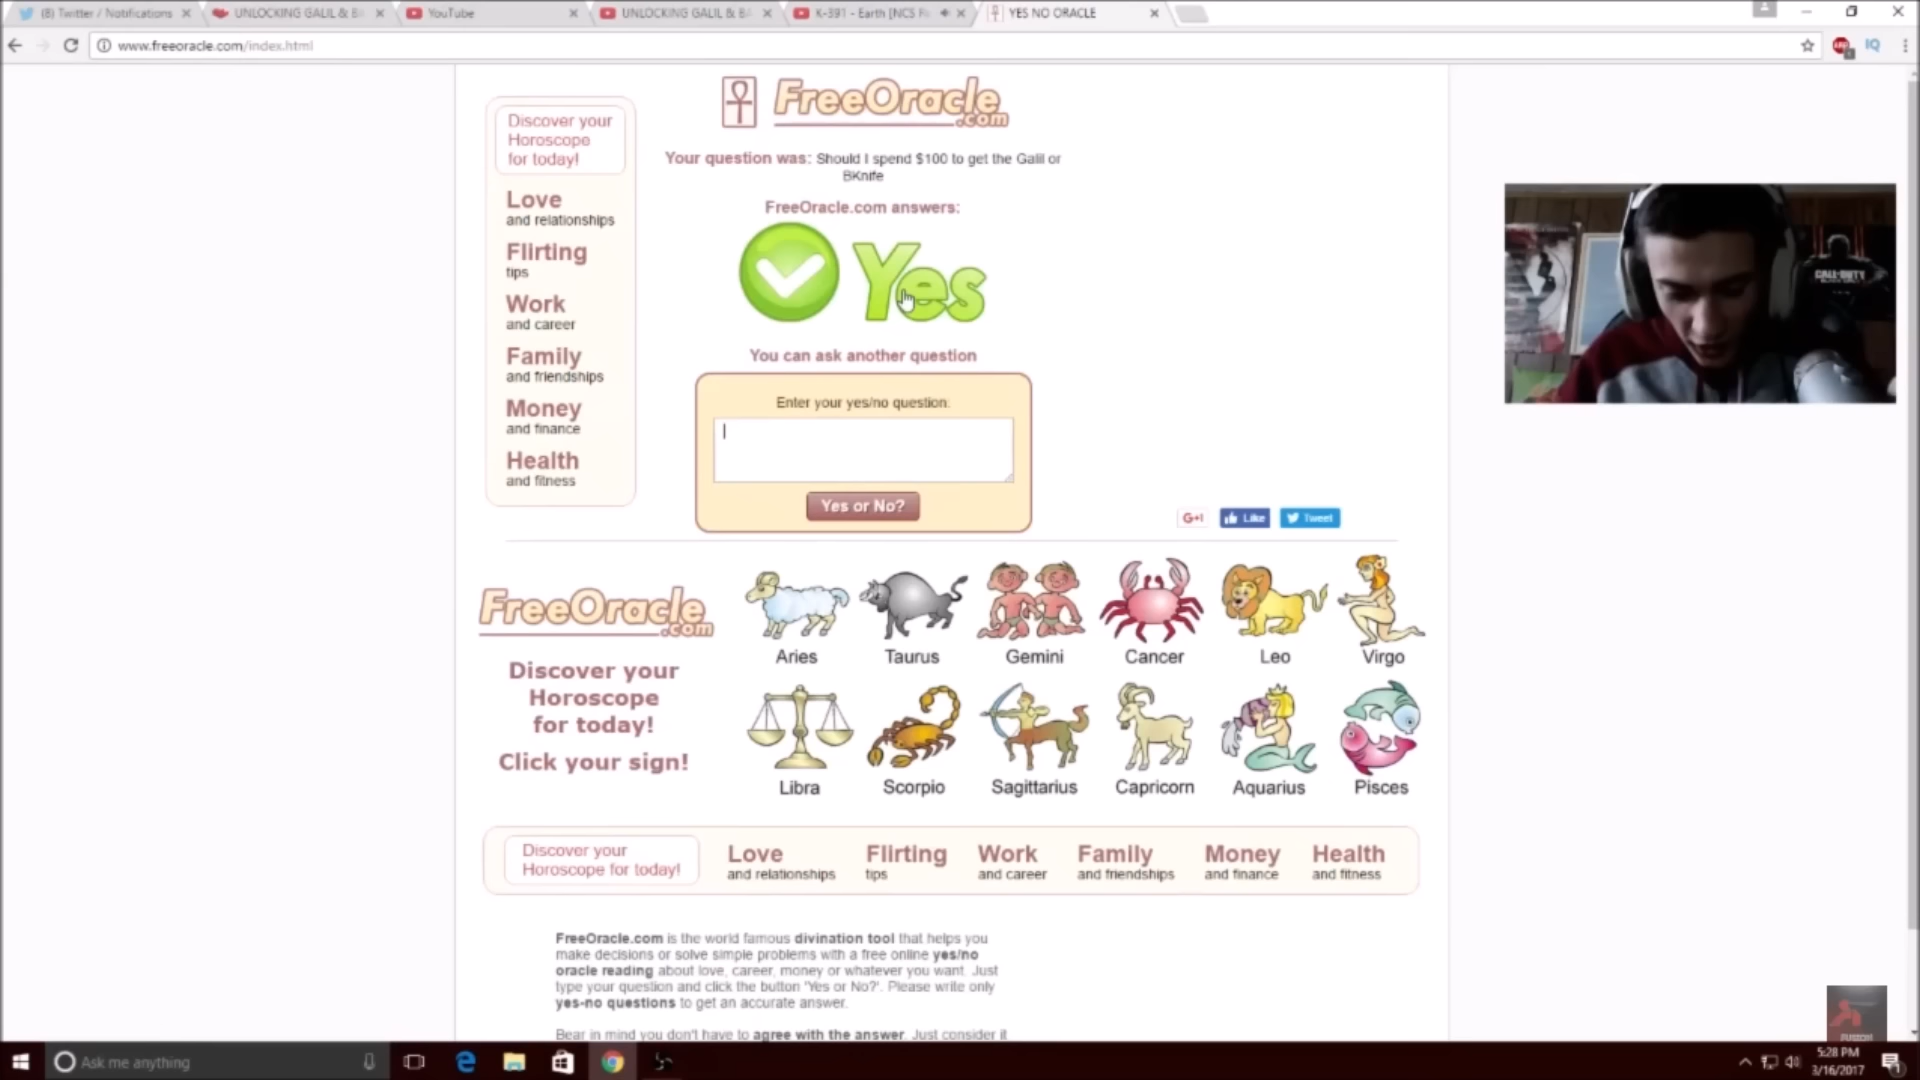 (8) Twitter / Notifications
UNLOCKING GALIL & B
YouTube
UNLOCKING GALIL & B
K-391 - Earth [NCS
YES NO ORACLE
www.freeoracle.com/index.html
IQ
FreeOracle
.com
Discover your
Horoscope
for today!
Love
and relationships
Flirting
tips
Work
and career
Family
and friendships
Money
and finance
Health
and fitness
Your question was: Should I spend $100 to get the Galil or
BKnife
FreeOracle.com answers:
Yes
You can ask another question
Enter your yes/no question:
Yes or No?
CALL OF DUTY
G+1
Like
Tweet
FreeOracle
.com
Discover your
Horoscope
for today!
Click your sign!
Aries
Taurus
Gemini
Cancer
Leo
Virgo
Libra
Scorpio
Sagittarius
Capricorn
Aquarius
Pisces
Discover your
Horoscope for today!
Love
and relationships
Flirting
tips
Work
and career
Family
and friendships
Money
and finance
Health
and fitness
FreeOracle.com is the world famous divination tool that helps you
make decisions or solve simple problems with a free online yes/no
oracle reading about love, career, money or whatever you want. Just
type your question and click the button 'Yes or No?'. Please write only
yes-no questions to get an accurate answer.
Bear in mind you don't have to agree with the answer. Just consider it
Ask me anything
5:28 PM
3/16/2017